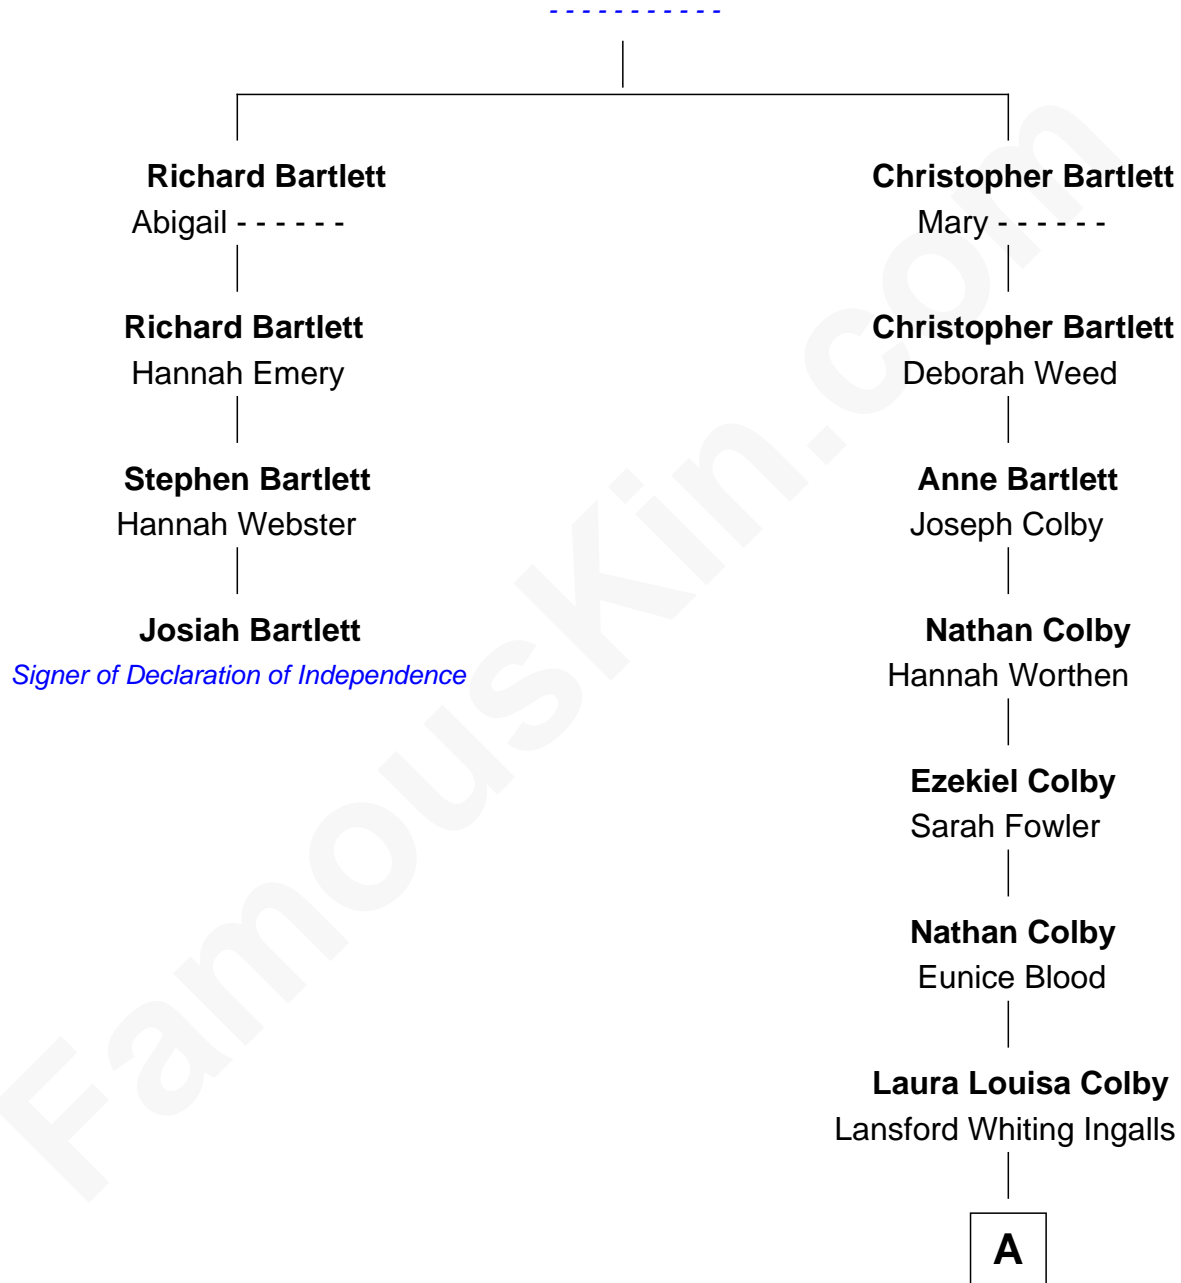 - - - - - - - - - - -
Richard Bartlett
Abigail - - - - - -
Richard Bartlett
Hannah Emery
Stephen Bartlett
Hannah Webster
Josiah Bartlett
Signer of Declaration of Independence
Christopher Bartlett
Mary - - - - - -
Christopher Bartlett
Deborah Weed
Anne Bartlett
Joseph Colby
Nathan Colby
Hannah Worthen
Ezekiel Colby
Sarah Fowler
Nathan Colby
Eunice Blood
Laura Louisa Colby
Lansford Whiting Ingalls
A
FamousKin.com